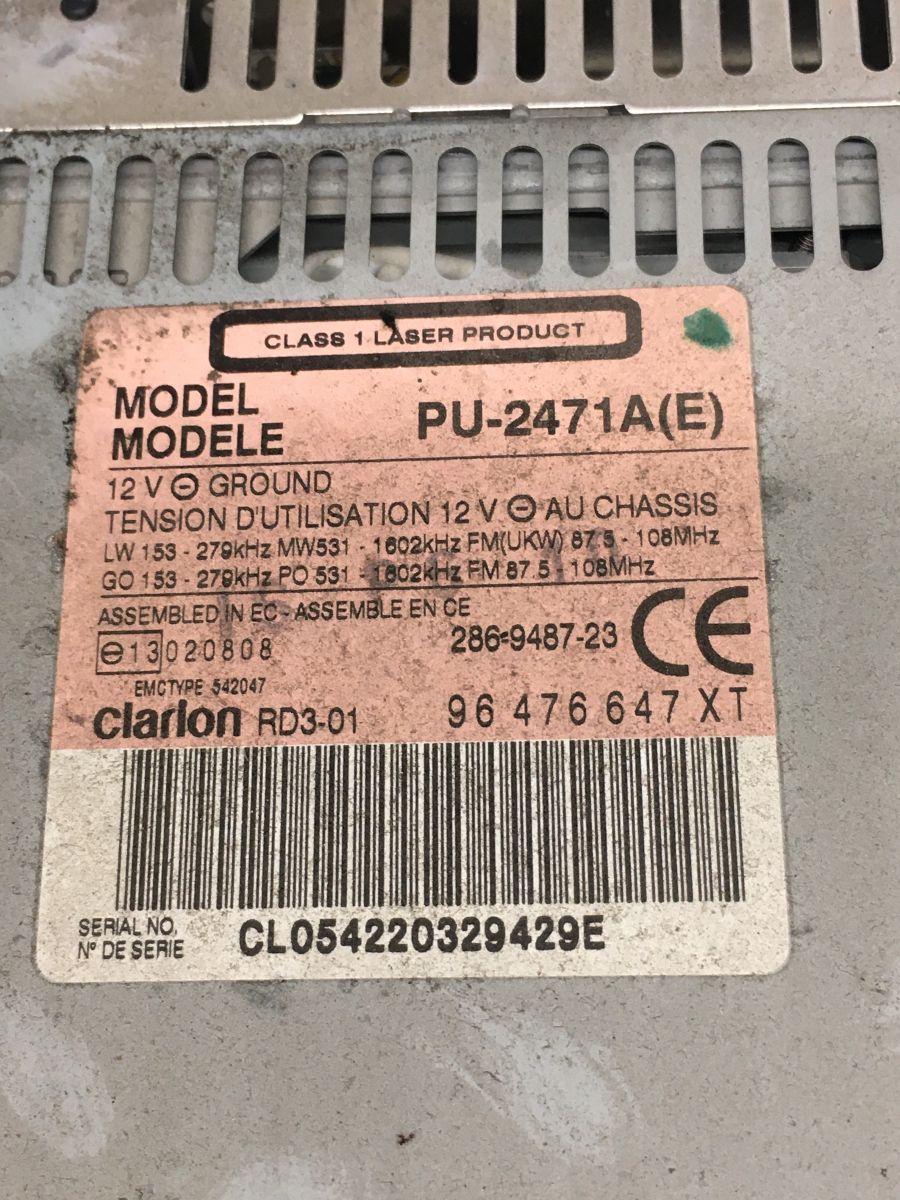 CLASS 1 LASER PRODUCT
MODEL
MODELE PU-2471A(E)
12 V ⊖ GROUND
TENSION D'UTILISATION 12 V ⊖ AU CHASSIS
LW 153 - 279kHz MW531 - 1602kHz FM(UKW) 87.5 - 108MHz
GO 153 - 279kHz PO 531 - 1602kHz FM 87.5 - 108MHz
ASSEMBLED IN EC - ASSEMBLE EN CE
286-9487-23 CE
e13 020808
EMCTYPE 542047
clarion RD3-01 96 476 647 XT
SERIAL NO.
N° DE SERIE CL054220329429E